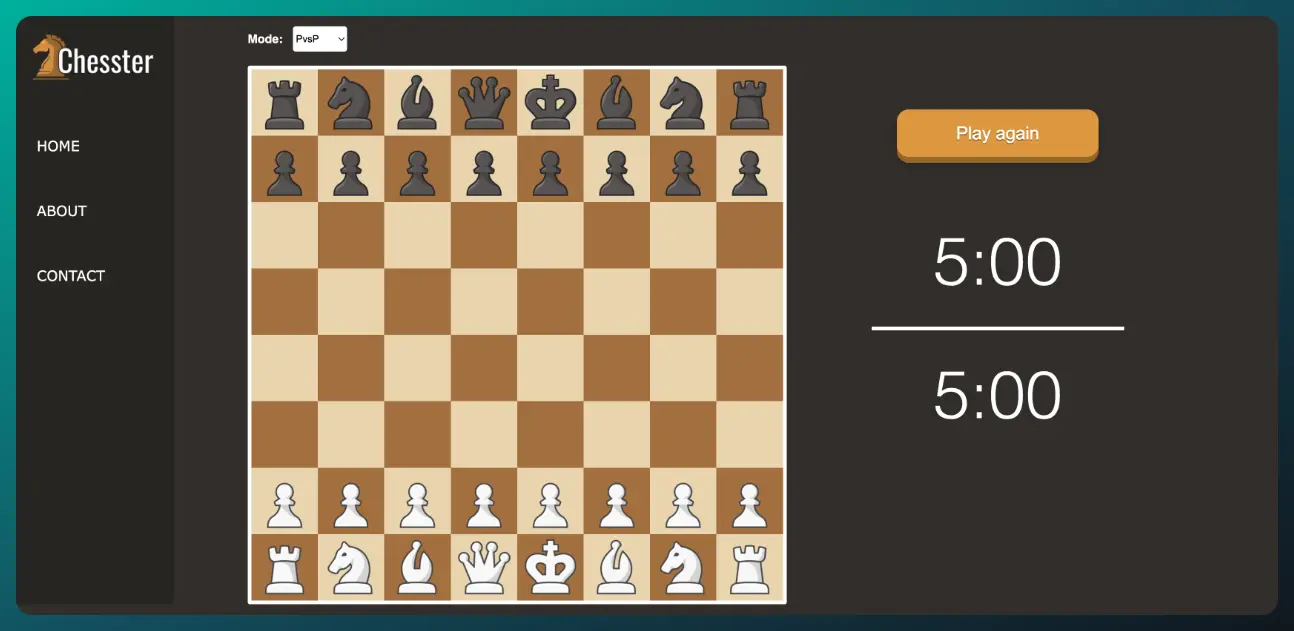 Chesster
HOME
ABOUT
CONTACT
Mode: PvsP
Play again
5:00
5:00